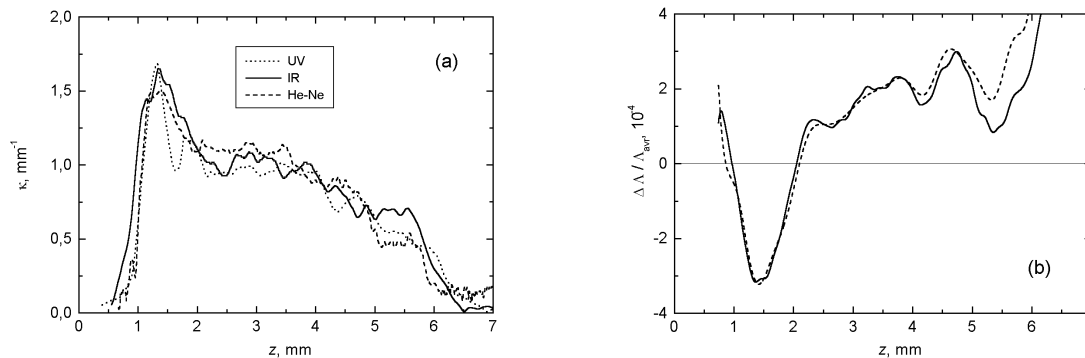 2,0
1,5
1,0
0,5
0,0
κ, mm-1
UV
IR
He-Ne
(a)
0 1 2 3 4 5 6 7
z, mm
4
2
0
-2
-4
Δ Λ / Λavr, 10-4
(b)
0 1 2 3 4 5 6
z, mm